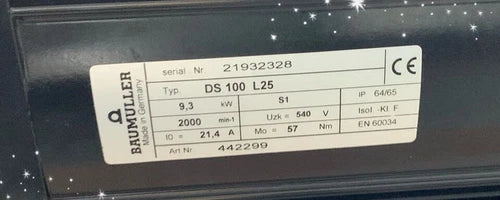 BAUMÜLLER
Made in Germany
serial Nr. 21932328
Typ. DS 100 L25
CE
9,3 kW S1 IP 64/65
2000 min-1 Uzk = 540 V Isol -Kl. F
I0 = 21,4 A Mo = 57 Nm EN 60034
Art Nr 442299